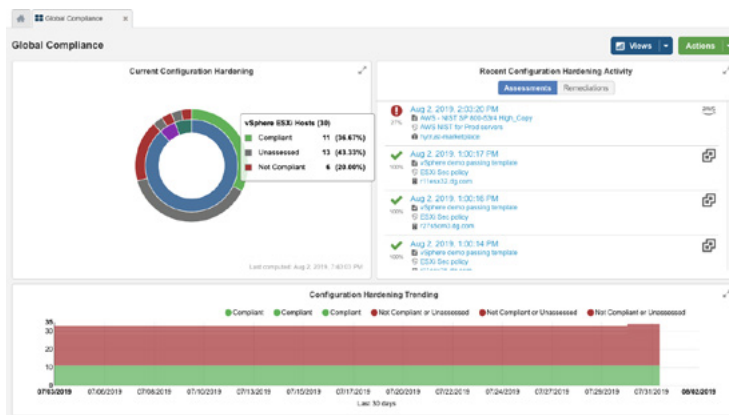 Global Compliance ×
Global Compliance
Views
Actions
Current Configuration Hardening
vSphere ESXi Hosts (30)
Compliant 11 (36.67%)
Unassessed 13 (43.33%)
Not Compliant 6 (20.00%)
Last computed: Aug 2, 2019,
Recent Configuration Hardening Activity
Assessments Remediations
Aug 2, 2019, 2:03:20 PM
AWS - NIST SP 800-53r4 High_Copy
AWS NIST for Prod servers
aws
Aug 2, 2019, 1:00:17 PM
vSphere demo passing template
100%
ESXi Sec policy
Aug 2, 2019, 1:00:16 PM
vSphere demo passing template
100%
ESXi Sec policy
Aug 2, 2019, 1:00:14 PM
vSphere demo passing template
100%
ESXi Sec policy
Configuration Hardening Trending
Compliant Compliant Compliant Not Compliant or Unassessed Not Compliant or Unassessed Not Compliant or Unassessed
35
30
20
10
0
07/03/2019 07/06/2019 07/08/2019 07/10/2019 07/13/2019 07/15/2019 07/17/2019 07/20/2019 07/22/2019 07/24/2019 07/27/2019 07/29/2019 07/31/2019 08/02/2019
Last 30 days